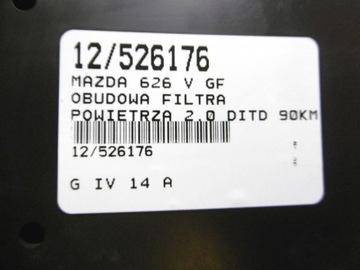 12/526176
MAZDA 626 V GF
OBUDOWA FILTRA
POWIETRZA 2.0 DITD 90KM
12/526176
G IV 14 A